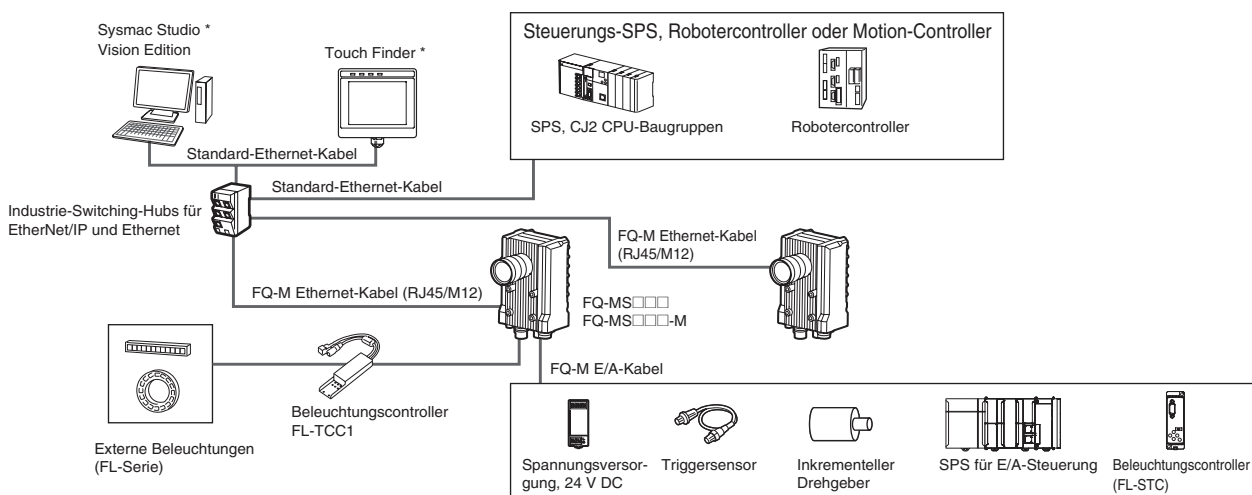 Sysmac Studio *
Vision Edition
Touch Finder *
Steuerungs-SPS, Robotercontroller oder Motion-Controller
SPS, CJ2 CPU-Baugruppen
Robotercontroller
Standard-Ethernet-Kabel
Standard-Ethernet-Kabel
Industrie-Switching-Hubs für
EtherNet/IP und Ethernet
FQ-M Ethernet-Kabel
(RJ45/M12)
FQ-M Ethernet-Kabel (RJ45/M12)
FQ-MS□□□
FQ-MS□□□-M
FQ-M E/A-Kabel
Beleuchtungscontroller
FL-TCC1
Externe Beleuchtungen
(FL-Serie)
Spannungsversor-
gung, 24 V DC
Triggersensor
Inkrementeller
Drehgeber
SPS für E/A-Steuerung
Beleuchtungscontroller
(FL-STC)